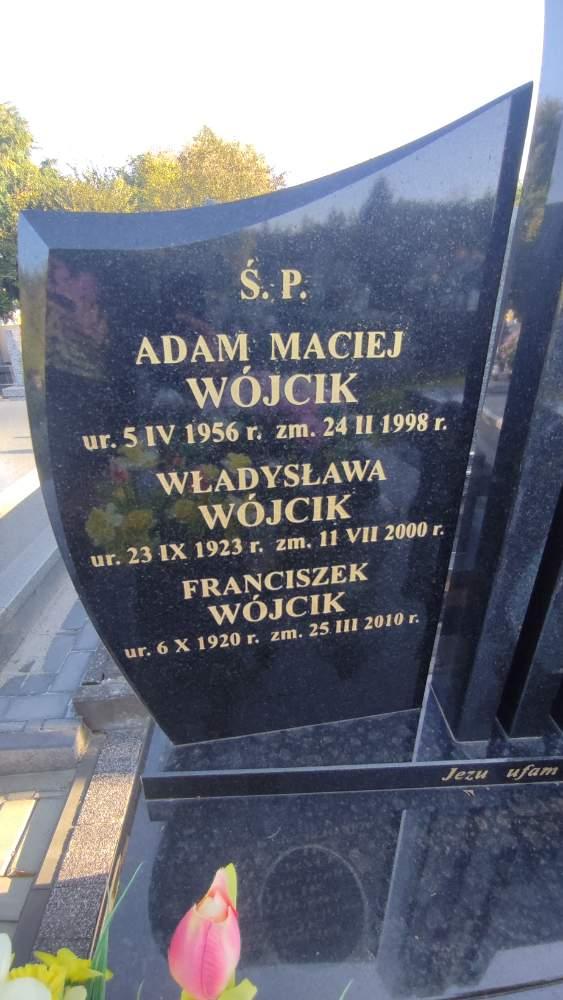 Ś. P.
ADAM MACIEJ
WÓJCIK
ur. 5 IV 1956 r. zm. 24 II 1998 r.
WŁADYSŁAWA
WÓJCIK
ur. 23 IX 1923 r. zm. 11 VII 2000 r.
FRANCISZEK
WÓJCIK
ur. 6 X 1920 r. zm. 25 III 2010 r.
Jezu ufam